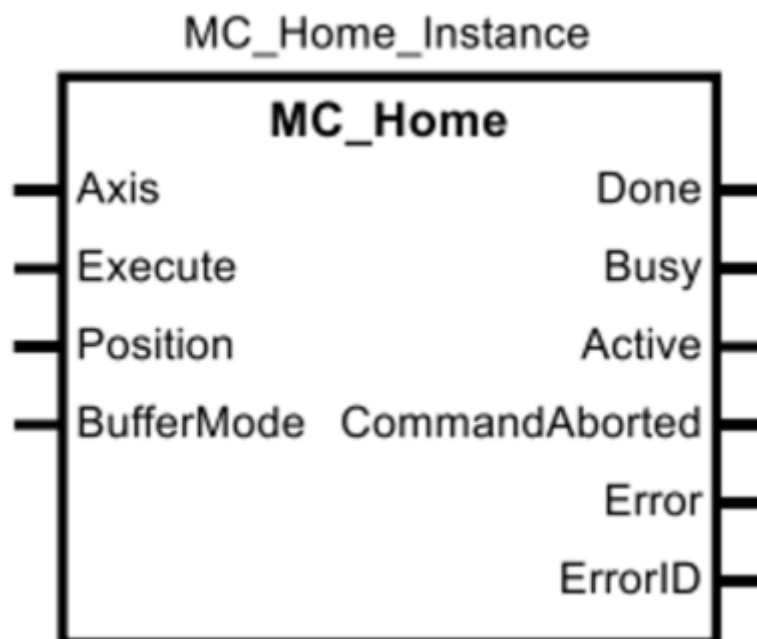 MC_Home_Instance
MC_Home
Axis Done
Execute Busy
Position Active
BufferMode CommandAborted
Error
ErrorID